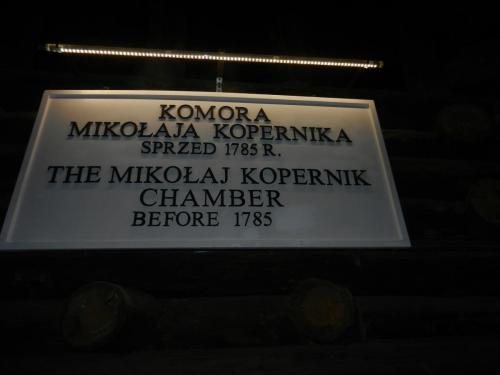 KOMORA
MIKOŁAJA KOPERNIKA
SPRZED 1785 R.
THE MIKOŁAJ KOPERNIK
CHAMBER
BEFORE 1785